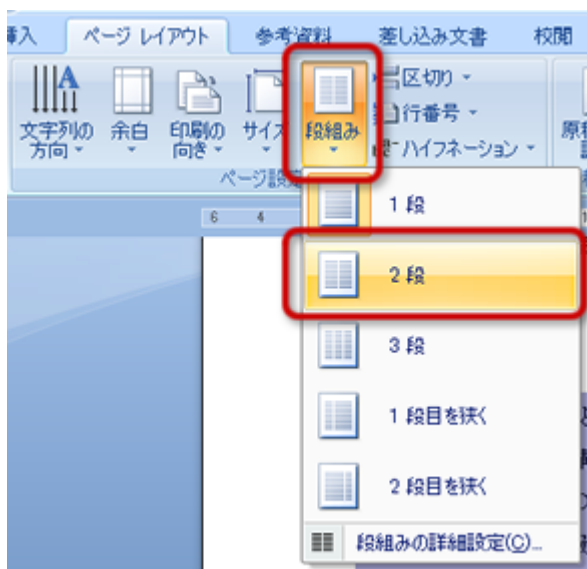 挿入 ページ レイアウト 参考資料 差し込み文書 校閲
文字列の方向 余白 印刷の向き サイズ 段組み 区切り
行番号
ハイフネーション
ページ設定
6 4
1 段
2 段
3 段
1 段目を狭く
2 段目を狭く
段組みの詳細設定(C)...